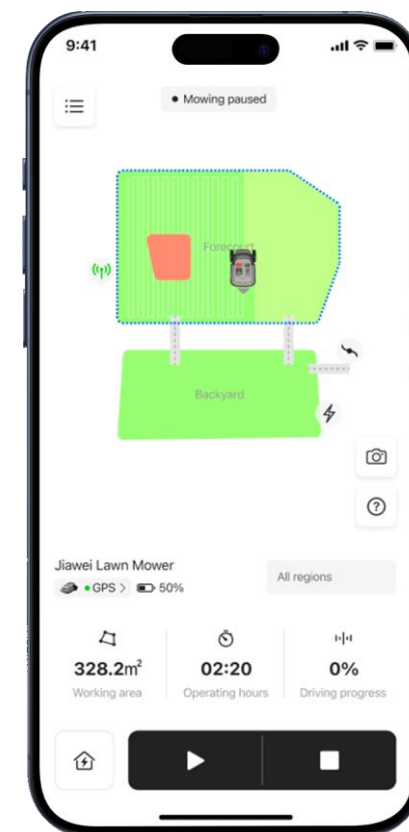 9:41
Mowing paused
Forecourt
Backyard
Jiawei Lawn Mower
GPS
50%
All regions
328.2m²
02:20
0%
Working area
Operating hours
Driving progress